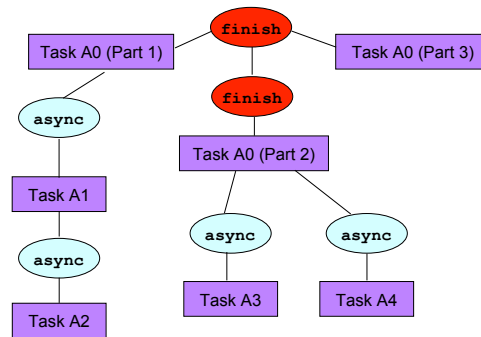 finish
Task A0 (Part 1)
Task A0 (Part 3)
finish
async
Task A0 (Part 2)
Task A1
async
async
async
Task A3
Task A4
Task A2